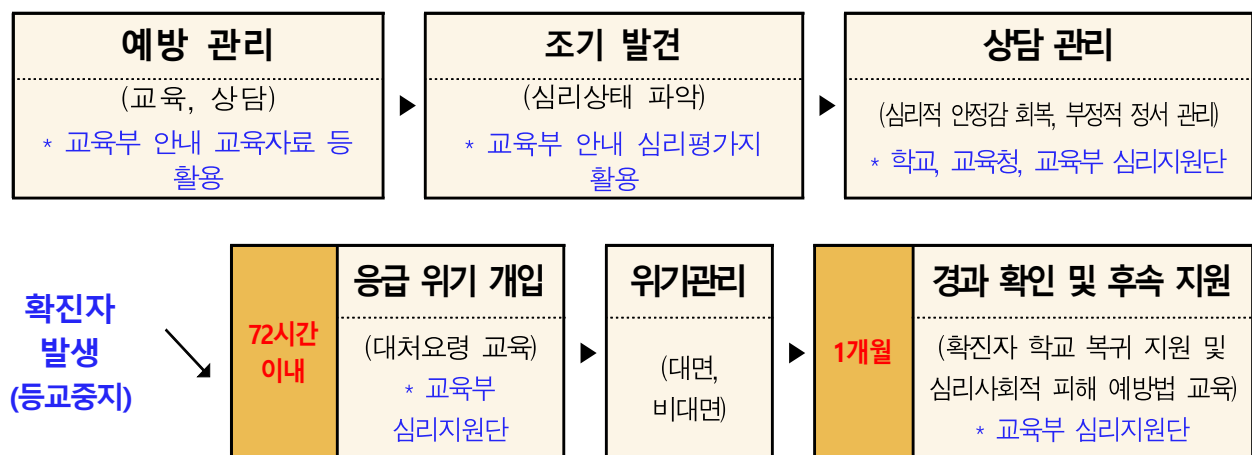 예방 관리
(교육, 상담)
* 교육부 안내 교육자료 등
활용
조기 발견
(심리상태 파악)
* 교육부 안내 심리평가지
활용
상담 관리
(심리적 안정감 회복, 부정적 정서 관리)
* 학교, 교육청, 교육부 심리지원단
확진자
발생
(등교중지)
72시간
이내
응급 위기 개입
(대처요령 교육)
* 교육부
심리지원단
위기관리
(대면,
비대면)
1개월
경과 확인 및 후속 지원
(확진자 학교 복귀 지원 및
심리사회적 피해 예방법 교육)
* 교육부 심리지원단